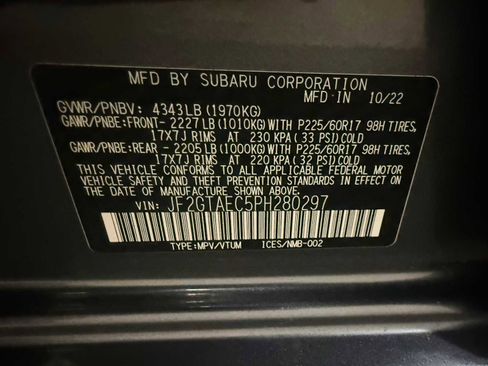 MFD BY SUBARU CORPORATION
MFD IN 10/22
GVWR/PNBV: 4343LB(1970KG)
GAWR/PNBE:FRONT-2227LB(1010KG)WITH P225/60R17 98H TIRES,
17X7J RIMS AT 230 KPA (33 PSI)COLD
GAWR/PNBE:REAR -2205LB(1000KG)WITH P225/60R17 98H TIRES,
17X7J RIMS AT 220 KPA (32 PSI)COLD
THIS VEHICLE CONFORMS TO ALL APPLICABLE FEDERAL MOTOR
VEHICLE SAFETY AND THEFT PREVENTION STANDARDS IN EFFECT
ON THE DATE OF MANUFACTURE SHOWN ABOVE.
VIN: JF2GTAEC5PH280297
TYPE:MPV/VTUM ICES/NMB-002